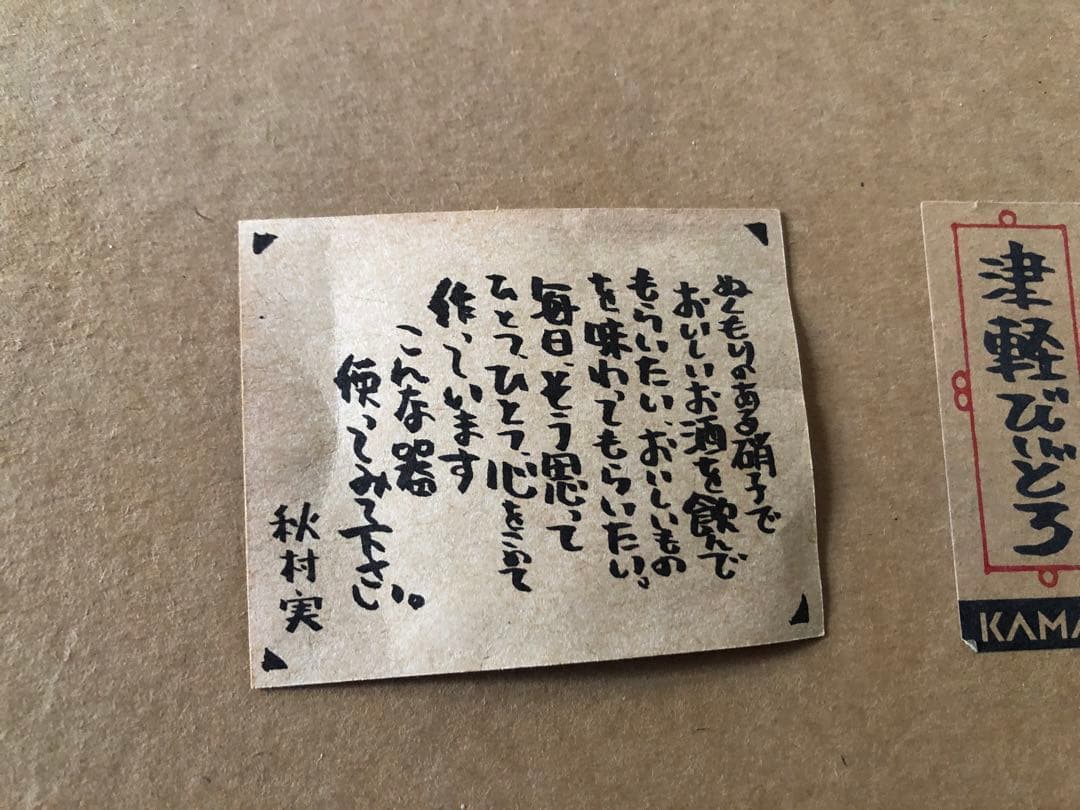 ぬくもりのある硝子で
おいしいお酒を飲んで
もらいたい、おいしいもの
を味わってもらいたい。
毎日、そう思って
ひとつ、ひとつ、心をこめて
作っています
こんな器
使ってみて下さい。
秋村実
津軽びいどろ
KAMA